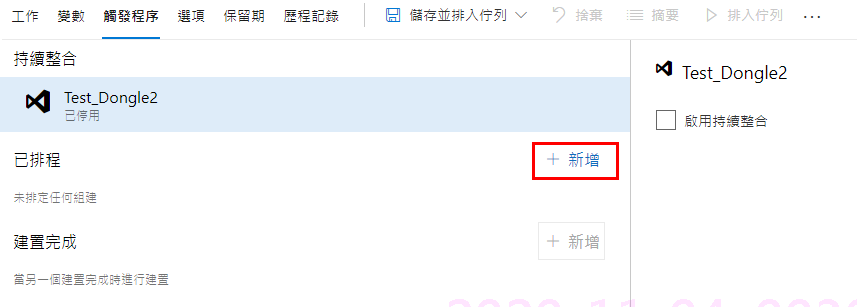 工作 變數 觸發程序 選項 保留期 歷程記錄 儲存並排入佇列 捨棄 摘要 排入佇列 ...
持續整合
Test_Dongle2
已停用
已排程
+ 新增
未排定任何組建
建置完成
+ 新增
當另一個建置完成時進行建置
Test_Dongle2
啟用持續整合